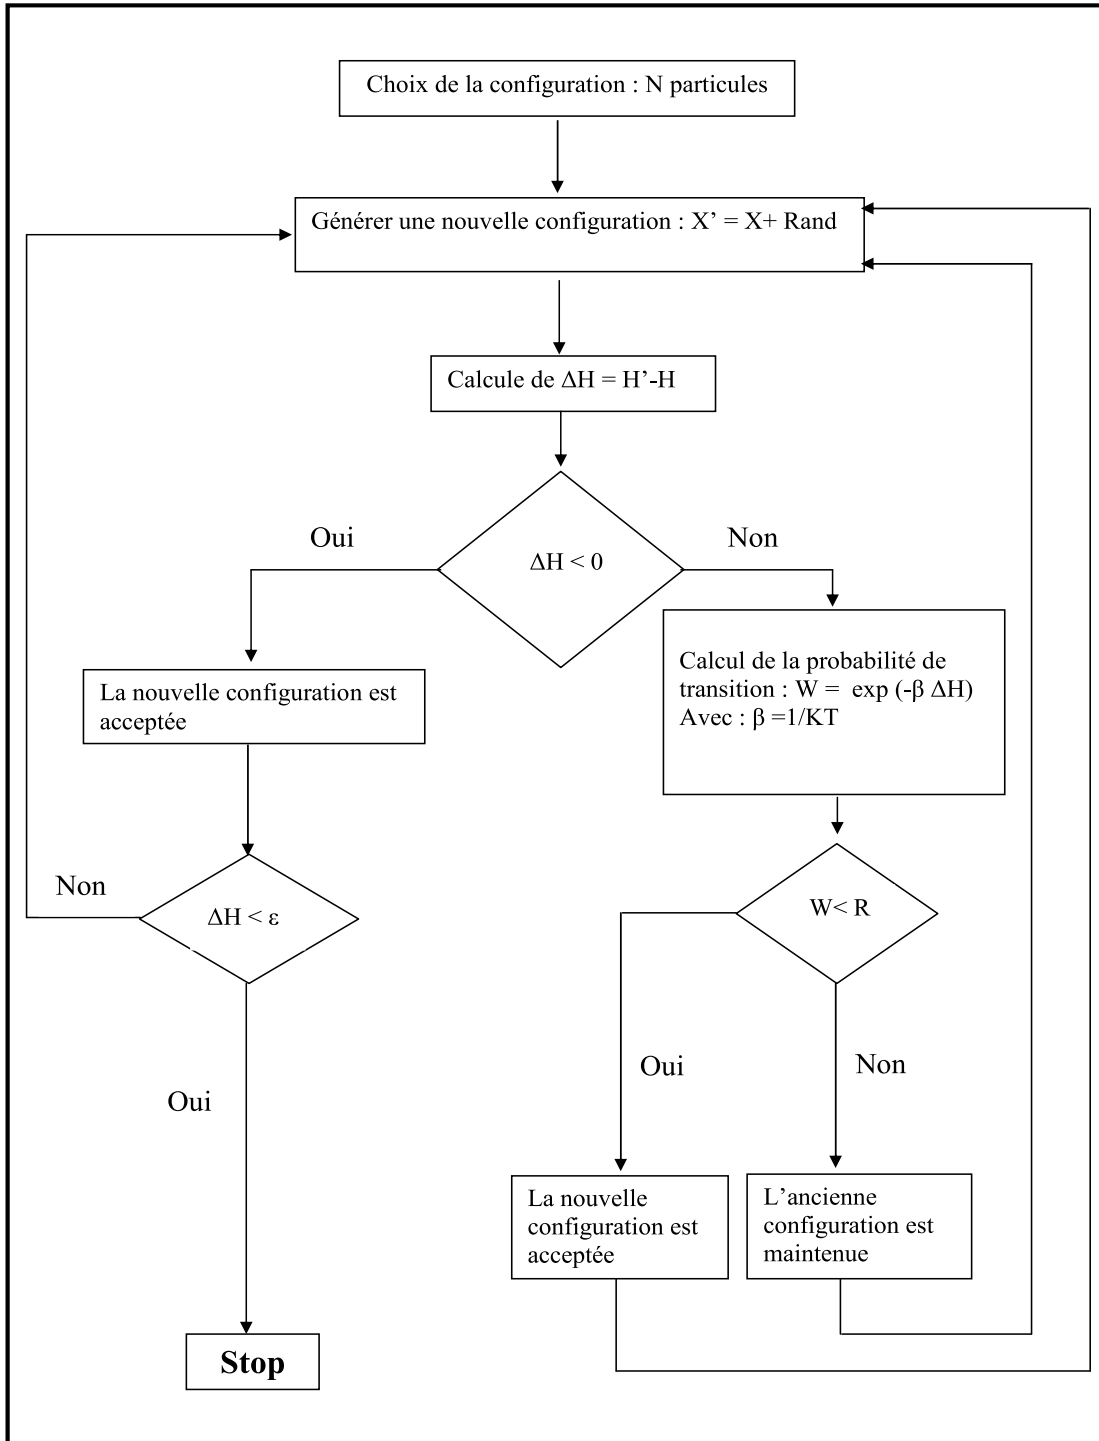 Choix de la configuration : N particules
Générer une nouvelle configuration : X’ = X+ Rand
Calcule de ΔH = H’-H
Oui
Non
ΔH < 0
Calcul de la probabilité de
transition : W = exp (-β ΔH)
Avec : β =1/KT
La nouvelle configuration est
acceptée
Non
ΔH < ε
W< R
Oui
Non
Oui
La nouvelle
configuration est
acceptée
L’ancienne
configuration est
maintenue
Stop